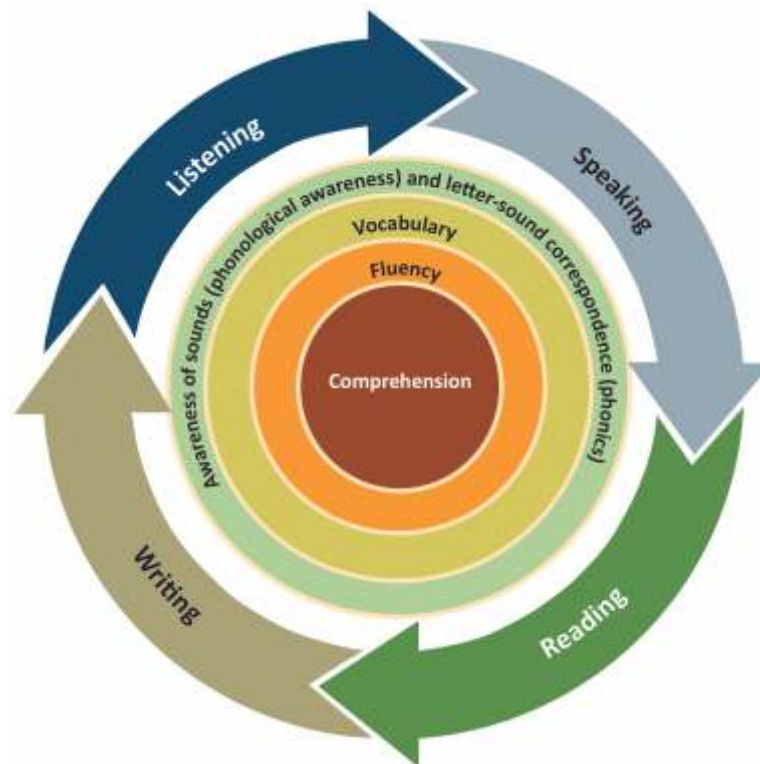 Listening
Speaking
Reading
Writing
Awareness of sounds (phonological awareness) and letter-sound correspondence (phonics)
Vocabulary
Fluency
Comprehension